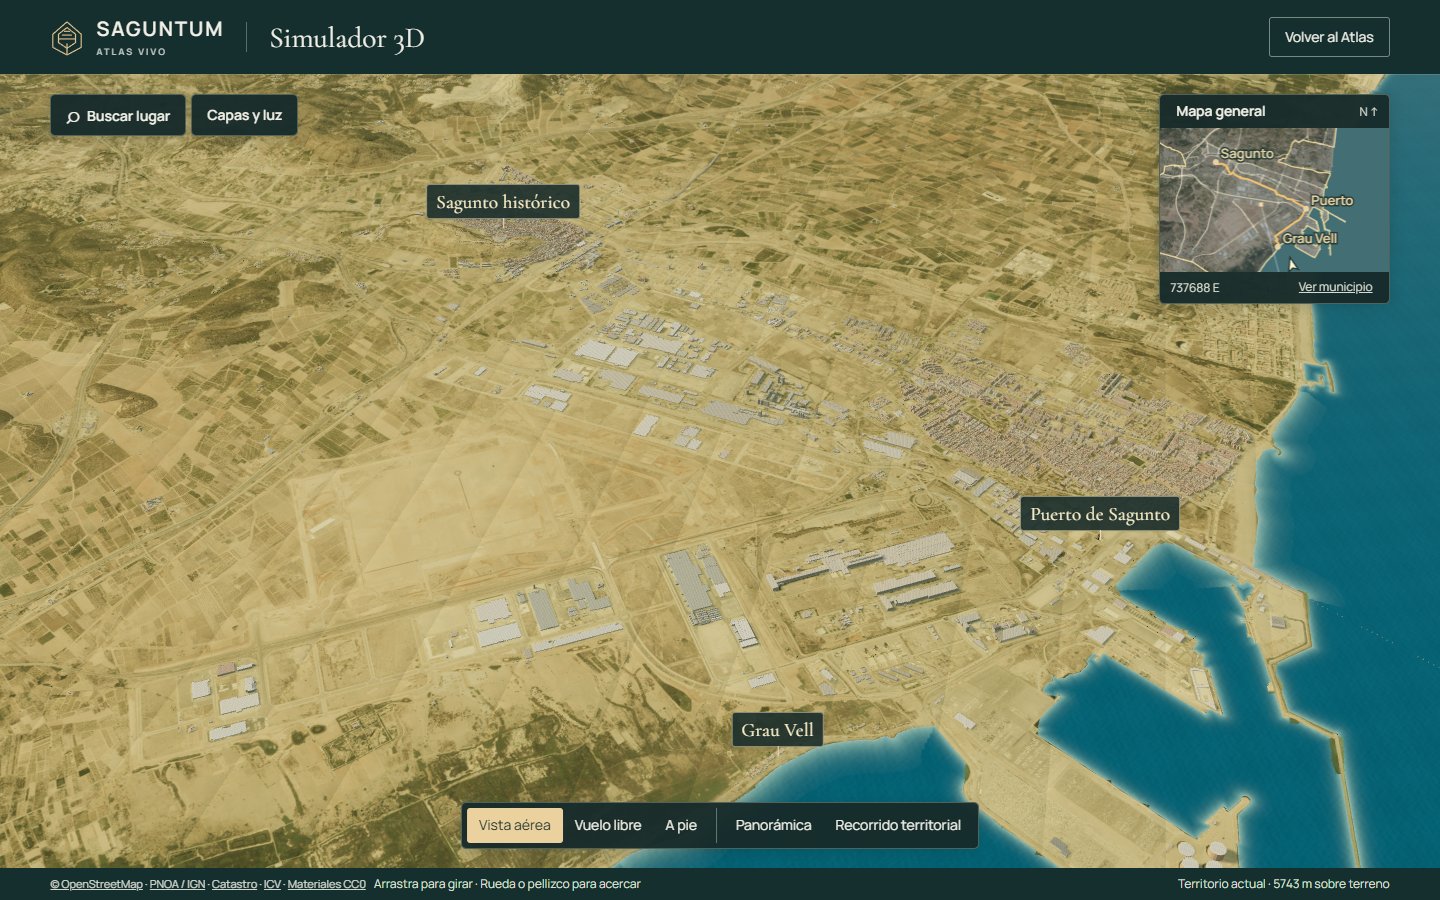 SAGUNTUM
ATLAS VIVO
Simulador 3D
Volver al Atlas
Buscar lugar
Capas y luz
Mapa general
N ↑
Sagunto
Puerto
Grau Vell
737688 E
Ver municipio
Sagunto histórico
Puerto de Sagunto
Grau Vell
Vista aérea
Vuelo libre
A pie
Panorámica
Recorrido territorial
© OpenStreetMap · PNOA / IGN · Catastro · ICV · Materiales CC0 Arrastra para girar · Rueda o pellizco para acercar
Territorio actual · 5743 m sobre terreno